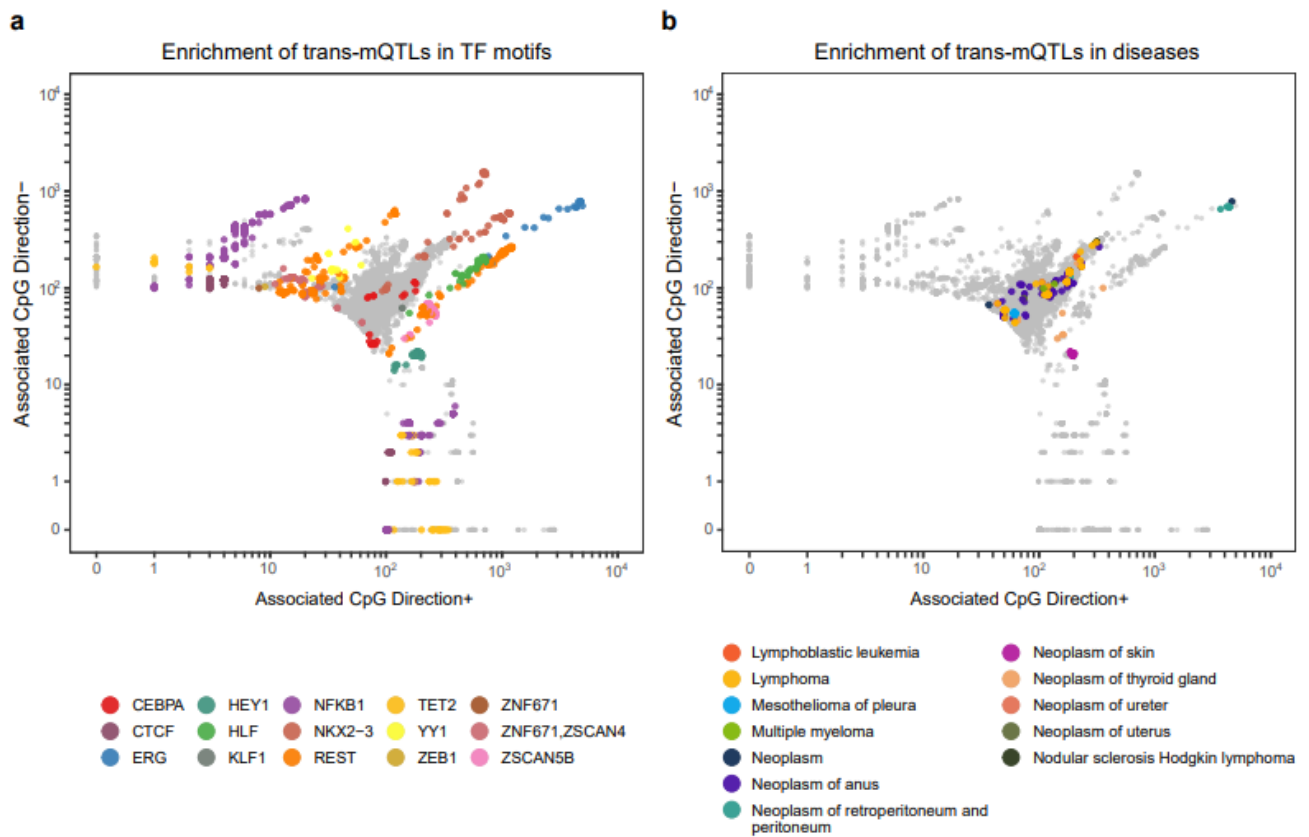 a
Enrichment of trans-mQTLs in TF motifs
10⁴
10³
10²
10
1
0
Associated CpG Direction−
0 1 10 10² 10³ 10⁴
Associated CpG Direction+
CEBPA HEY1 NFKB1 TET2 ZNF671
CTCF HLF NKX2−3 YY1 ZNF671,ZSCAN4
ERG KLF1 REST ZEB1 ZSCAN5B
b
Enrichment of trans-mQTLs in diseases
10⁴
10³
10²
10
1
0
Associated CpG Direction−
0 1 10 10² 10³ 10⁴
Associated CpG Direction+
Lymphoblastic leukemia
Lymphoma
Mesothelioma of pleura
Multiple myeloma
Neoplasm
Neoplasm of anus
Neoplasm of retroperitoneum and
peritoneum
Neoplasm of skin
Neoplasm of thyroid gland
Neoplasm of ureter
Neoplasm of uterus
Nodular sclerosis Hodgkin lymphoma